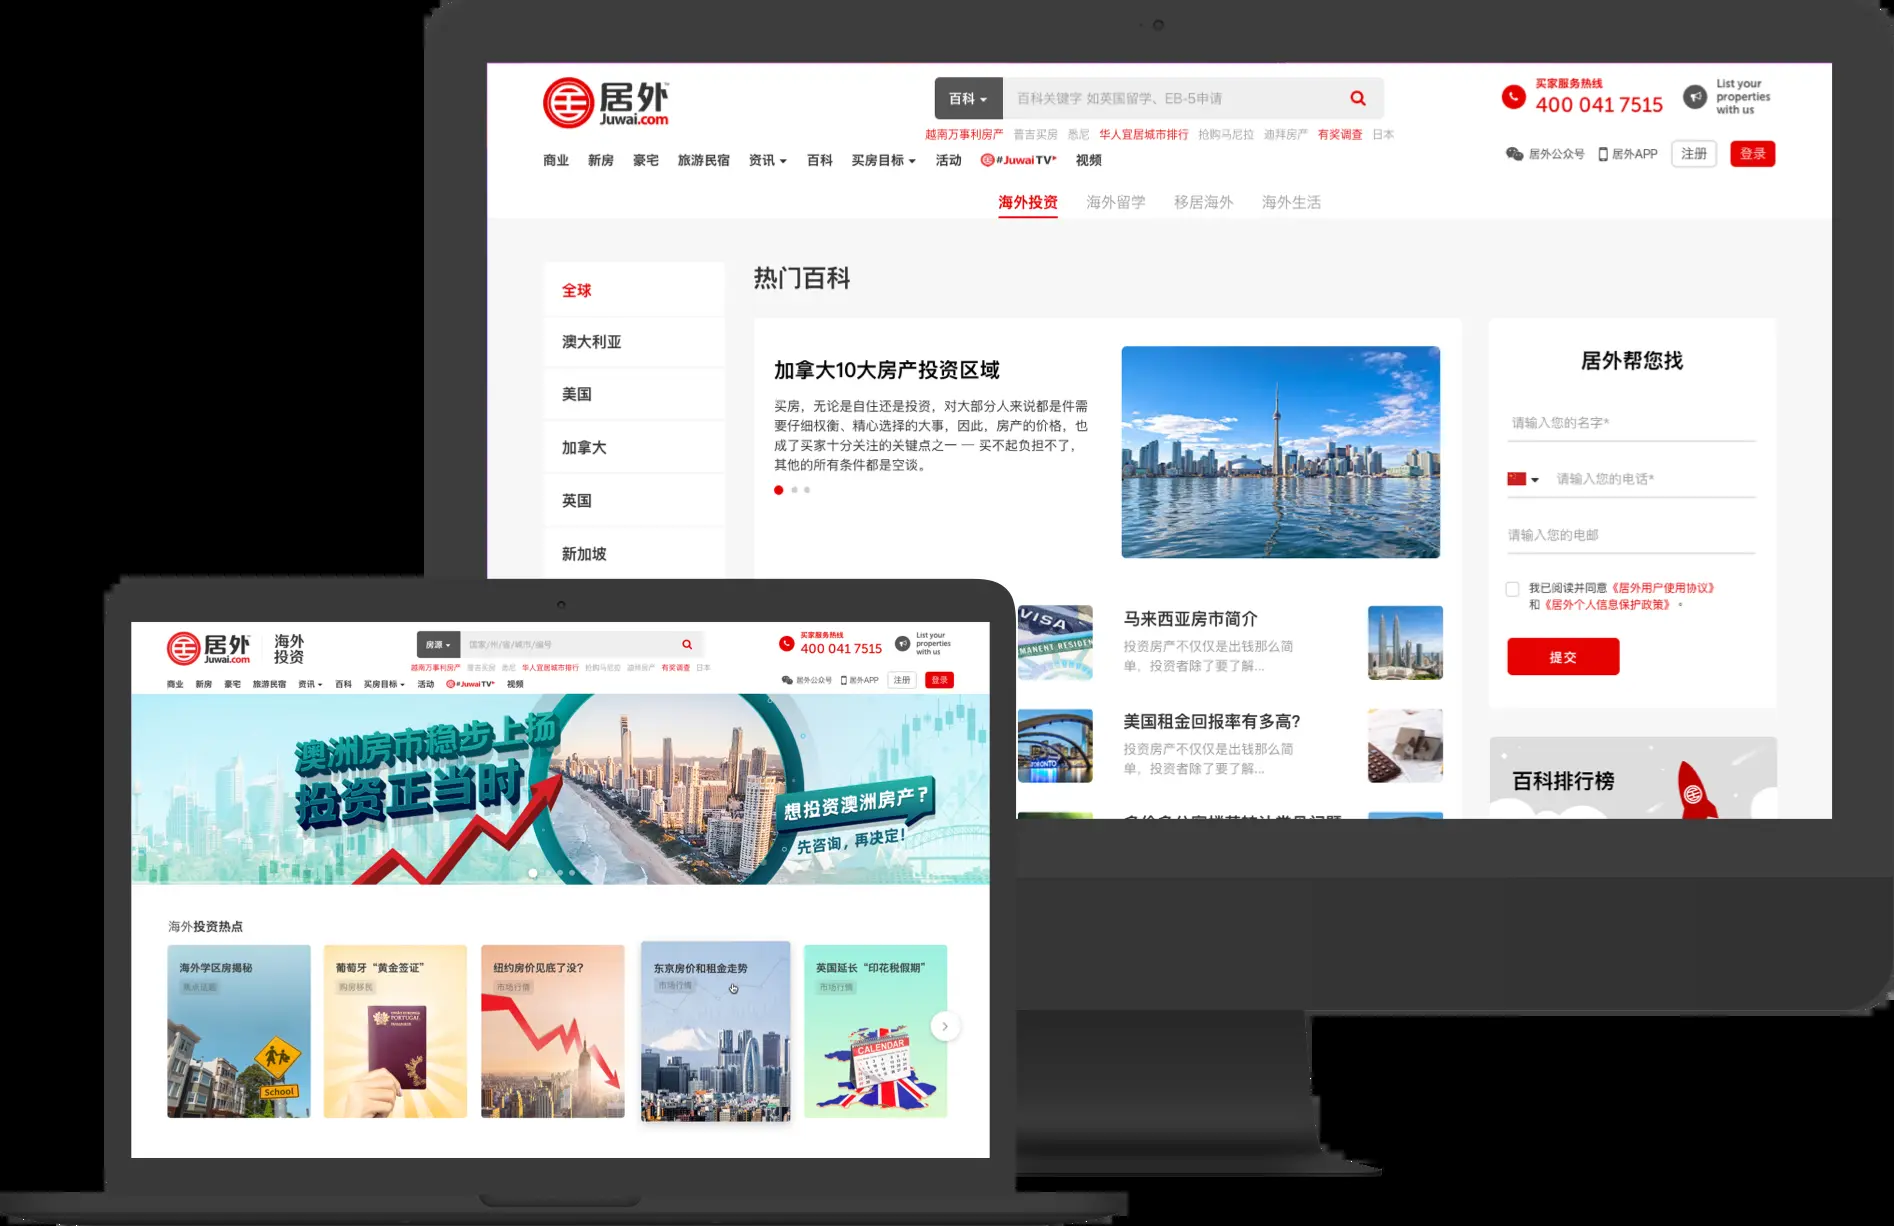 居外
Juwai.com
百科
百科关键字 如英国留学、EB-5申请
买家服务热线
400 041 7515
List your
properties
with us
越南万事利房产 普吉买房 悉尼 华人宜居城市排行 抢购马尼拉 迪拜房产 有奖调查 日本
商业 新房 豪宅 旅游民宿 资讯 百科 买房目标 活动 #JuwaiTV 视频
居外公众号 居外APP 注册 登录
海外投资 海外留学 移居海外 海外生活
全球
澳大利亚
美国
加拿大
英国
新加坡
热门百科
加拿大10大房产投资区域
买房，无论是自住还是投资，对大部分人来说都是件需
要仔细权衡、精心选择的大事，因此，房产的价格，也
成了买家十分关注的关键点之一 — 买不起负担不了，
其他的所有条件都是空谈。
居外帮您找
请输入您的名字*
请输入您的电话*
请输入您的电邮
我已阅读并同意《居外用户使用协议》
和《居外个人信息保护政策》。
提交
VISA
MANENT RESIDEN
马来西亚房市简介
投资房产不仅仅是出钱那么简
单，投资者除了要了解...
TORONTO
美国租金回报率有多高?
投资房产不仅仅是出钱那么简
单，投资者除了要了解...
百科排行榜
居外
Juwai.com
海外
投资
房源
国家/州/省/城市/编号
买家服务热线
400 041 7515
List your
properties
with us
越南万事利房产 普吉买房 悉尼 华人宜居城市排行 抢购马尼拉 迪拜房产 有奖调查 日本
商业 新房 豪宅 旅游民宿 资讯 百科 买房目标 活动 #JuwaiTV 视频
居外公众号 居外APP 注册 登录
澳洲房市稳步上扬
投资正当时
想投资澳洲房产?
先咨询，再决定!
海外投资热点
海外学区房揭秘
School
葡萄牙“黄金签证”
购房移民
PORTUGAL
纽约房价见底了没?
市场行情
东京房价和租金走势
市场行情
英国延长“印花税假期”
市场行情
CALENDAR